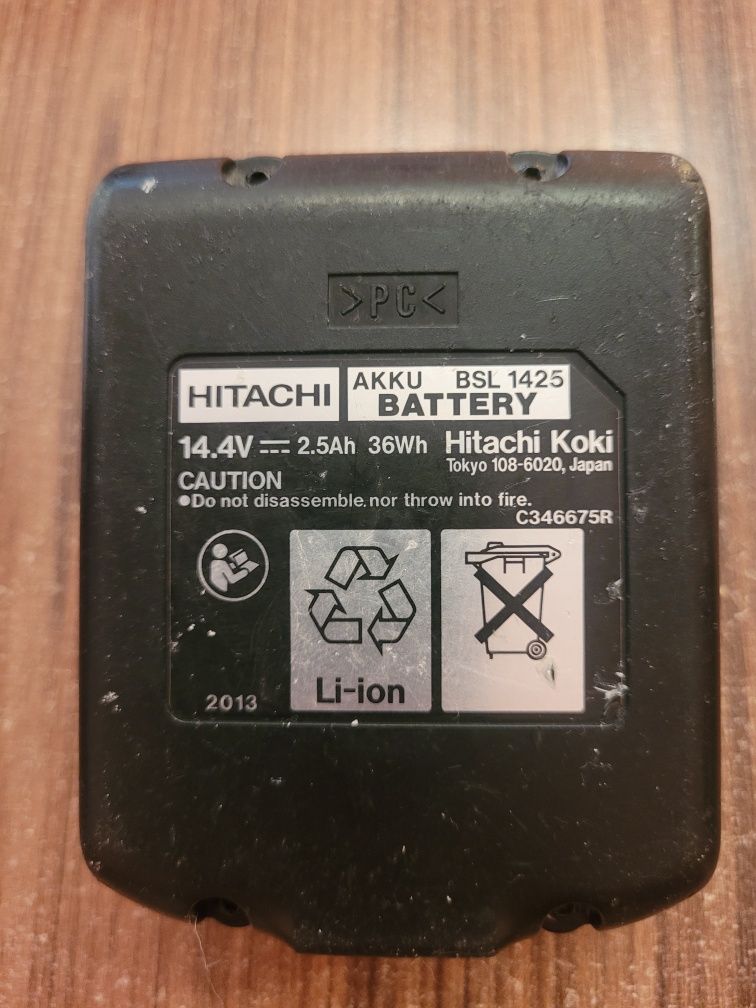 >PC<
HITACHI
AKKU BSL 1425
BATTERY
14.4V 2.5Ah 36Wh Hitachi Koki
Tokyo 108-6020, Japan
CAUTION
●Do not disassemble nor throw into fire.
C346675R
Li-ion
2013